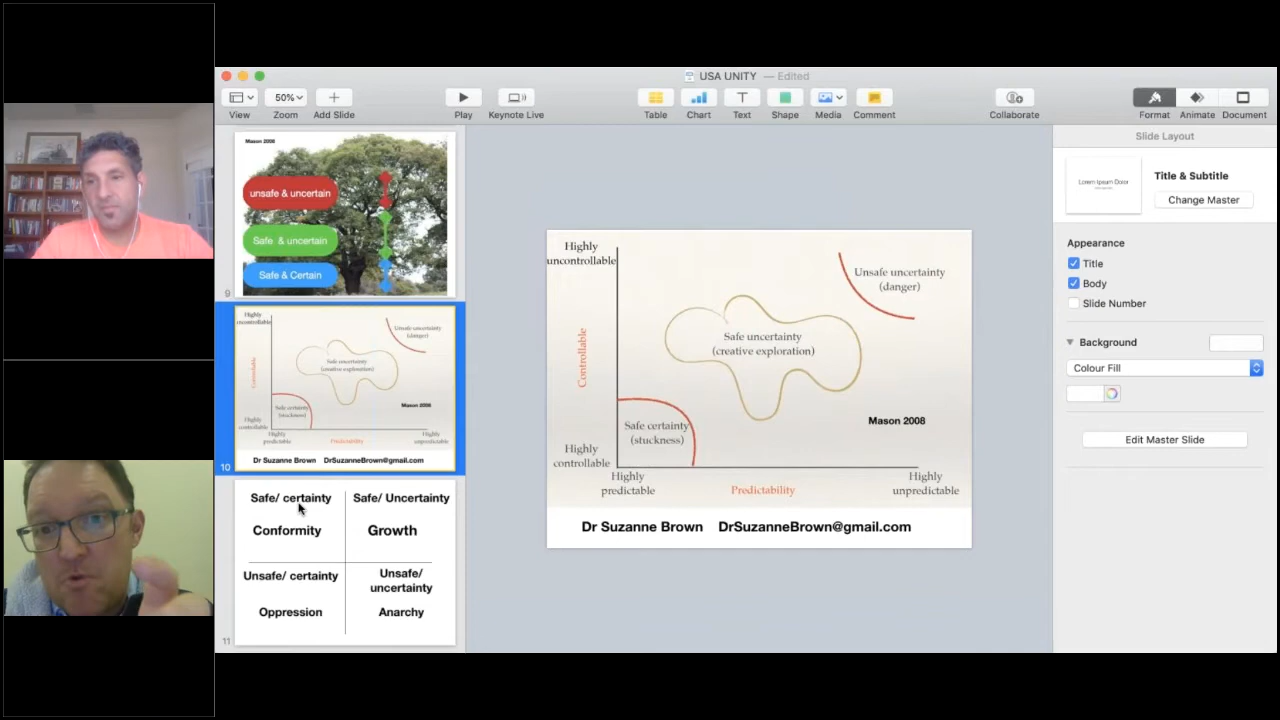 USA UNITY — Edited
50%
View
Zoom
Add Slide
Play
Keynote Live
Table
Chart
Text
Shape
Media
Comment
Collaborate
Format
Animate
Document
Mason 2008
unsafe & uncertain
Safe & uncertain
Safe & Certain
9
Highly
uncontrollable
Unsafe uncertainty
(danger)
Safe uncertainty
(creative exploration)
Controllable
Mason 2008
Safe certainty
(stuckness)
Highly
controllable
Highly
predictable
Predictability
Highly
unpredictable
Dr Suzanne Brown DrSuzanneBrown@gmail.com
10
Safe/ certainty
Safe/ Uncertainty
Conformity
Growth
Unsafe/ certainty
Unsafe/
uncertainty
Oppression
Anarchy
11
Highly
uncontrollable
Unsafe uncertainty
(danger)
Safe uncertainty
(creative exploration)
Controllable
Mason 2008
Safe certainty
(stuckness)
Highly
controllable
Highly
predictable
Predictability
Highly
unpredictable
Dr Suzanne Brown DrSuzanneBrown@gmail.com
Slide Layout
Lorem Ipsum Dolor
Title & Subtitle
Change Master
Appearance
Title
Body
Slide Number
Background
Colour Fill
Edit Master Slide